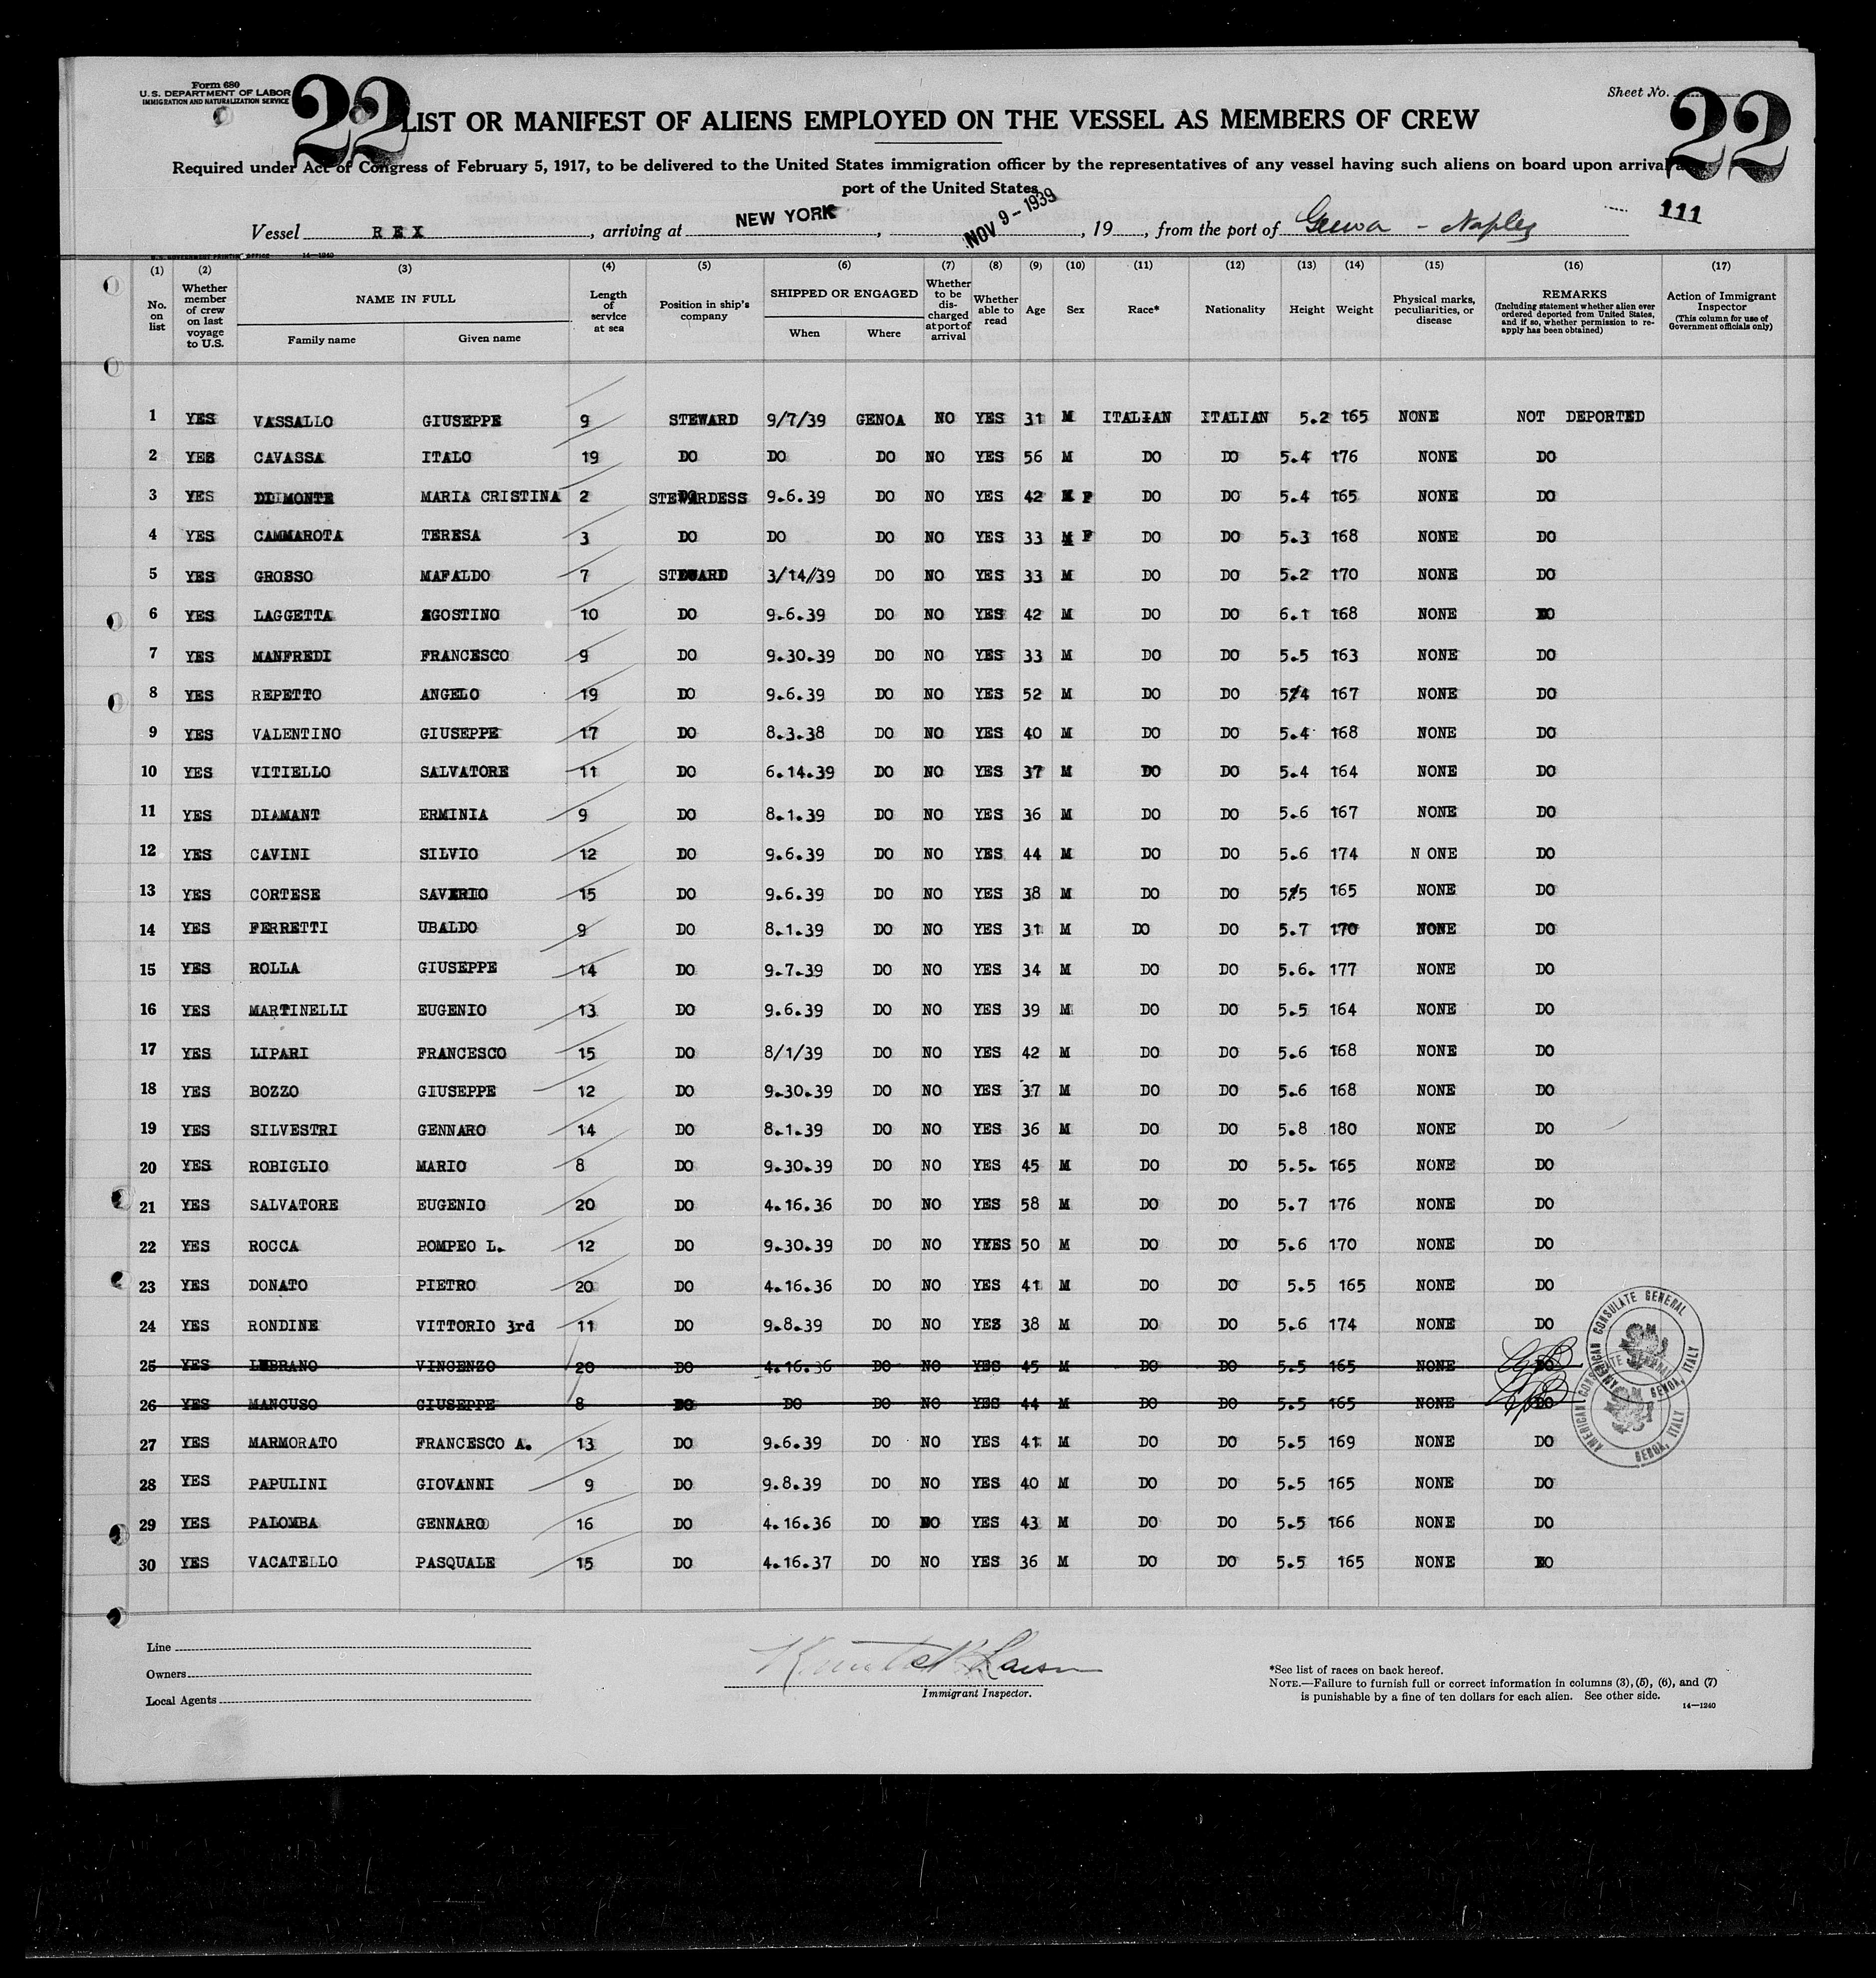 Form 680
U.S. DEPARTMENT OF LABOR
IMMIGRATION AND NATURALIZATION SERVICE
22
Sheet No.
22
LIST OR MANIFEST OF ALIENS EMPLOYED ON THE VESSEL AS MEMBERS OF CREW
Required under Act of Congress of February 5, 1917, to be delivered to the United States immigration officer by the representatives of any vessel having such aliens on board upon arrival
port of the United States
111
Vessel REX, arriving at NEW YORK, NOV 9 - 1939, 19, from the port of Genoa - Naples
U.S. GOVERNMENT PRINTING OFFICE 14—1240
(1) No. on list
(2) Whether member of crew on last voyage to U.S.
(3) NAME IN FULL Family name Given name
(4) Length of service at sea
(5) Position in ship's company
(6) SHIPPED OR ENGAGED When Where
(7) Whether to be discharged at port of arrival
(8) Whether able to read
(9) Age
(10) Sex
(11) Race*
(12) Nationality
(13) Height
(14) Weight
(15) Physical marks, peculiarities, or disease
(16) REMARKS (Including statement whether alien ever ordered deported from United States, and if so, whether permission to reapply has been obtained)
(17) Action of Immigrant Inspector (This column for use of Government officials only)
1 YES VASSALLO GIUSEPPE 9 STEWARD 9/7/39 GENOA NO YES 31 M ITALIAN ITALIAN 5.2 165 NONE NOT DEPORTED
2 YES CAVASSA ITALO 19 DO DO DO NO YES 56 M DO DO 5.4 176 NONE DO
3 YES DLIMONTE MARIA CRISTINA 2 STEWARDESS 9.6.39 DO NO YES 42 F DO DO 5.4 165 NONE DO
4 YES CAMMAROTA TERESA 3 DO DO DO NO YES 33 M F DO DO 5.3 168 NONE DO
5 YES GROSSO MAFALDO 7 STEWARD 3/14/39 DO NO YES 33 M DO DO 5.2 170 NONE DO
6 YES LAGGETTA AGOSTINO 10 DO 9.6.39 DO NO YES 42 M DO DO 6.1 168 NONE DO
7 YES MANFREDI FRANCESCO 9 DO 9.30.39 DO NO YES 33 M DO DO 5.5 163 NONE DO
8 YES REPETTO ANGELO 19 DO 9.6.39 DO NO YES 52 M DO DO 5/4 167 NONE DO
9 YES VALENTINO GIUSEPPE 17 DO 8.3.38 DO NO YES 40 M DO DO 5.4 168 NONE DO
10 YES VITIELLO SALVATORE 11 DO 6.14.39 DO NO YES 37 M DO DO 5.4 164 NONE DO
11 YES DIAMANT ERMINIA 9 DO 8.1.39 DO NO YES 36 M DO DO 5.6 167 NONE DO
12 YES CAVINI SILVIO 12 DO 9.6.39 DO NO YES 44 M DO DO 5.6 174 N ONE DO
13 YES CORTESE SAVERIO 15 DO 9.6.39 DO NO YES 38 M DO DO 5/5 165 NONE DO
14 YES FERRETTI UBALDO 9 DO 8.1.39 DO NO YES 31 M DO DO 5.7 170 NONE DO
15 YES ROLLA GIUSEPPE 14 DO 9.7.39 DO NO YES 34 M DO DO 5.6. 177 NONE DO
16 YES MARTINELLI EUGENIO 13 DO 9.6.39 DO NO YES 39 M DO DO 5.5 164 NONE DO
17 YES LIPARI FRANCESCO 15 DO 8/1/39 DO NO YES 42 M DO DO 5.6 168 NONE DO
18 YES BOZZO GIUSEPPE 12 DO 9.30.39 DO NO YES 37 M DO DO 5.6 168 NONE DO
19 YES SILVESTRI GENNARO 14 DO 8.1.39 DO NO YES 36 M DO DO 5.8 180 NONE DO
20 YES ROBIGLIO MARIO 8 DO 9.30.39 DO NO YES 45 M DO DO 5.5. 165 NONE DO
21 YES SALVATORE EUGENIO 20 DO 4.16.36 DO NO YES 58 M DO DO 5.7 176 NONE DO
22 YES ROCCA POMPEO L. 12 DO 9.30.39 DO NO YYES 50 M DO DO 5.6 170 NONE DO
23 YES DONATO PIETRO 20 DO 4.16.36 DO NO YES 41 M DO DO 5.5 165 NONE DO
24 YES RONDINE VITTORIO 3rd 11 DO 9.8.39 DO NO YES 38 M DO DO 5.6 174 NONE DO
25 YES LUBRANO VINCENZO 20 DO 4.16.36 DO NO YES 45 M DO DO 5.5 165 NONE DO
26 YES MANCUSO GIUSEPPE 8 DO DO DO NO YES 44 M DO DO 5.5 165 NONE DO
27 YES MARMORATO FRANCESCO A. 13 DO 9.6.39 DO NO YES 41 M DO DO 5.5 169 NONE DO
28 YES PAPULINI GIOVANNI 9 DO 9.8.39 DO NO YES 40 M DO DO 5.5 165 NONE DO
29 YES PALOMBA GENNARO 16 DO 4.16.36 DO NO YES 43 M DO DO 5.5 166 NONE DO
30 YES VACATELLO PASQUALE 15 DO 4.16.37 DO NO YES 36 M DO DO 5.5 165 NONE DO
AMERICAN CONSULATE GENERAL GENOA, ITALY
AMERICAN CONSULATE GENOA, ITALY
Line
Owners
Local Agents
Immigrant Inspector.
*See list of races on back hereof.
NOTE.—Failure to furnish full or correct information in columns (3), (5), (6), and (7)
is punishable by a fine of ten dollars for each alien. See other side.
14—1240